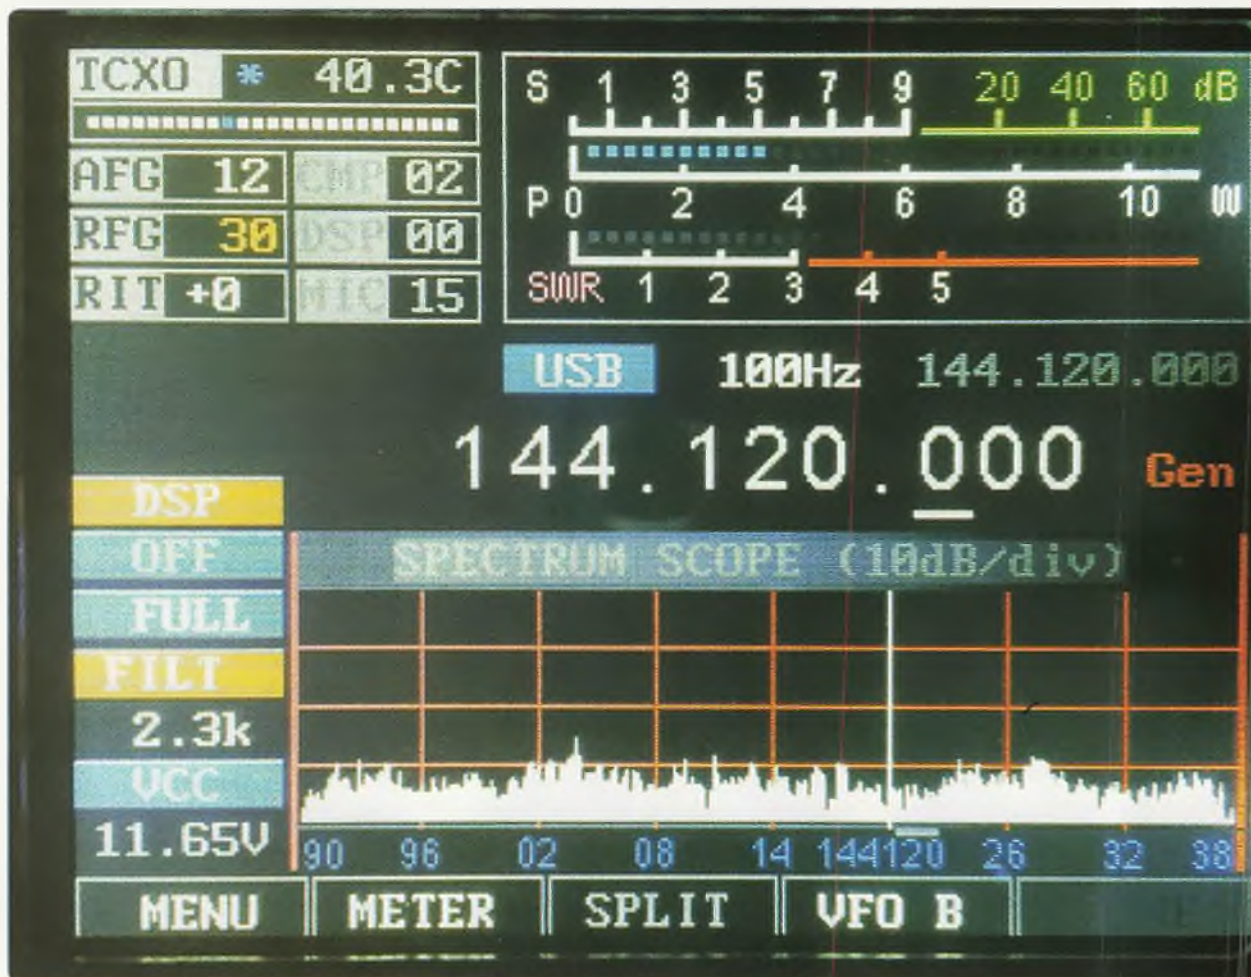 TCXO * 40.3C
AFG 12 CMP 02
RFG 30 DSP 00
RIT +0 MIC 15
S 1 3 5 7 9 20 40 60 dB
P 0 2 4 6 8 10 W
SWR 1 2 3 4 5
USB 100Hz 144.120.000
144.120.000 Gen
DSP
OFF
FULL
FILT
2.3k
VCC
11.65V
SPECTRUM SCOPE (10dB/div)
90 96 02 08 14 144120 26 32 38
MENU METER SPLIT VFO B